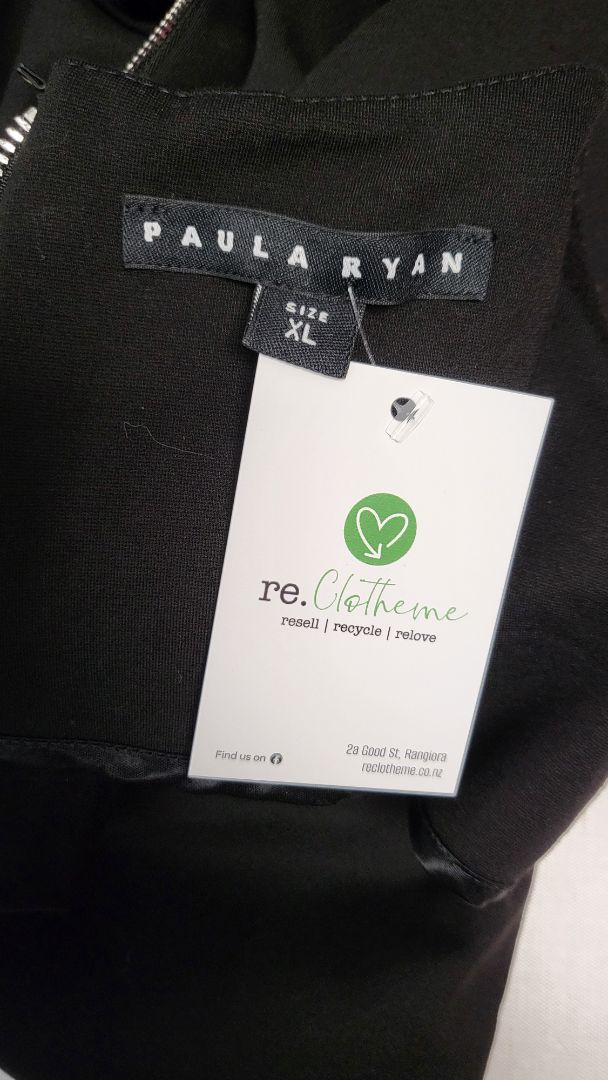 PAULA RYAN
SIZE
XL
re.Clotheme
resell | recycle | relove
Find us on
2a Good St, Rangiora
reclotheme.co.nz